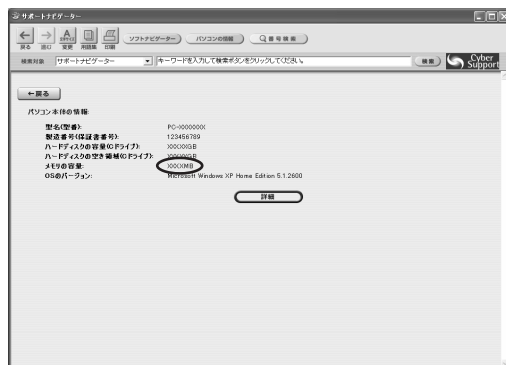 サポートナビゲーター
戻る 進む 文字サイズ変更 用語集 印刷 ソフトナビゲーター パソコンの情報 番号検索
検索対象 サポートナビゲーター キーワードを入力して検索ボタンをクリックしてください。 検索 Cyber Support
←戻る
パソコン本体の情報:
型名(型番): PC-XXXXXXX
製造番号(保証書番号): 123456789
ハードディスクの容量(Cドライブ): XXXXXGB
ハードディスクの空き領域(Cドライブ): XXXXXGB
メモリの容量: XXXXXMB
OSのバージョン: Microsoft Windows XP Home Edition 5.1.2600
詳細